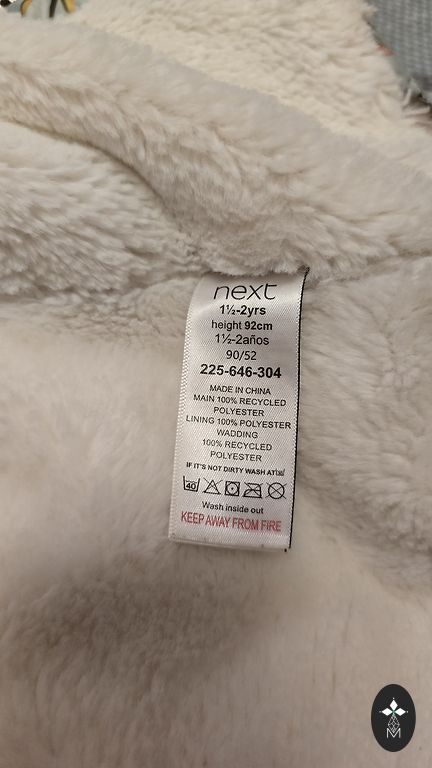 next
1½-2yrs
height 92cm
1½-2años
90/52
225-646-304
MADE IN CHINA
MAIN 100% RECYCLED
POLYESTER
LINING 100% POLYESTER
WADDING
100% RECYCLED
POLYESTER
IF IT'S NOT DIRTY WASH AT 30
40
Wash inside out
KEEP AWAY FROM FIRE
M